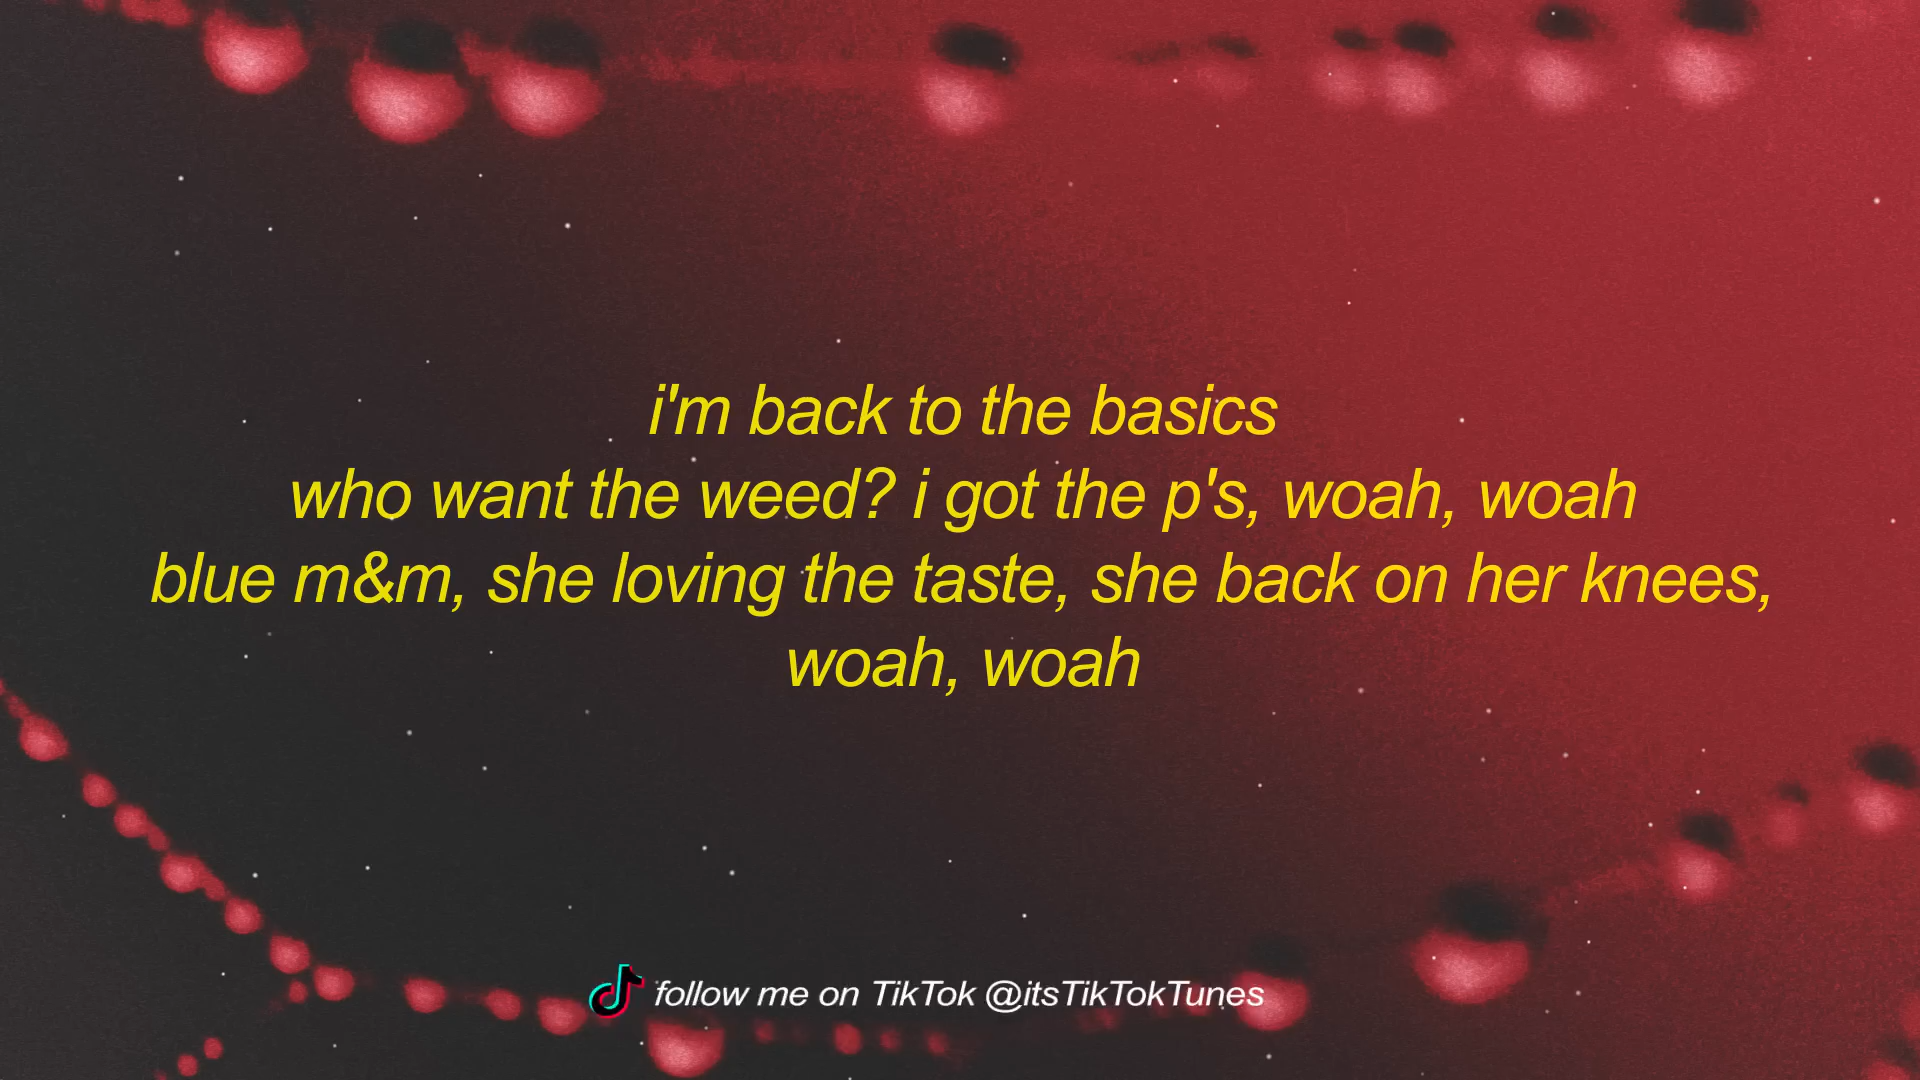 i'm back to the basics
who want the weed? i got the p's, woah, woah
blue m&m, she loving the taste, she back on her knees,
woah, woah
follow me on TikTok @itsTikTokTunes